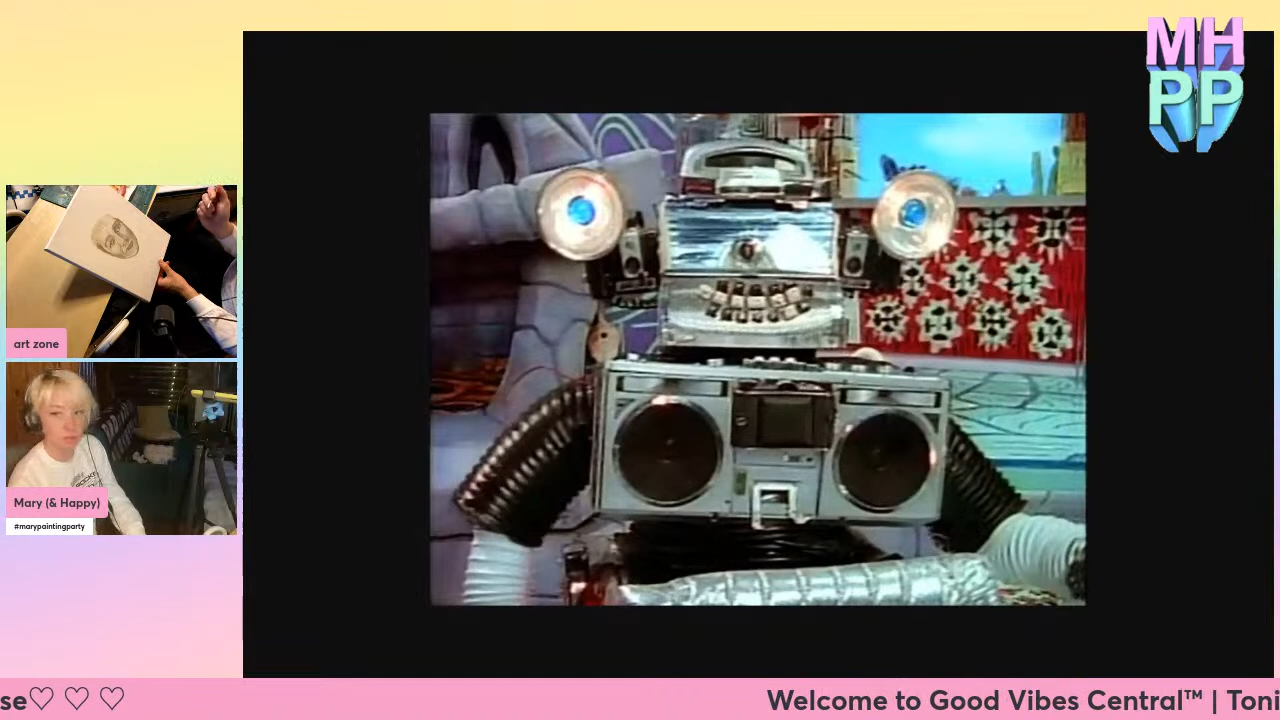 MH
PP
art zone
Mary (& Happy)
#marypaintingparty
se♡ ♡ ♡
Welcome to Good Vibes Central™ | Toni